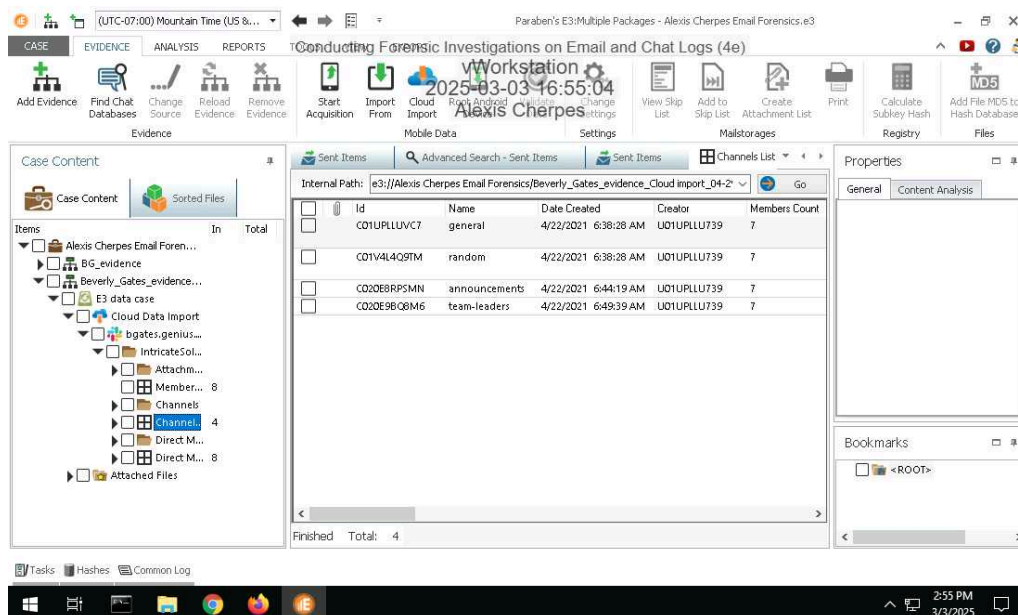 (UTC-07:00) Mountain Time (US &...
Paraben's E3:Multiple Packages - Alexis Cherpes Email Forensics.e3
CASE EVIDENCE ANALYSIS REPORTS
Conducting Forensic Investigations on Email and Chat Logs (4e)
vWorkstation
2025-03-03 16:55:04
Alexis Cherpes
Add Evidence
Find Chat Databases
Change Source
Reload Evidence
Remove Evidence
Start Acquisition
Import From
Cloud Import
Root Android
Change Settings
View Skip List
Add to Skip List
Create Attachment List
Print
Calculate Subkey Hash
MD5
Add File MD5 to Hash Database
Evidence Mobile Data Settings Mailstorages Registry Files
Case Content
Case Content Sorted Files
Items In Total
Alexis Cherpes Email Foren...
BG_evidence
Beverly_Gates_evidence...
E3 data case
Cloud Data Import
bgates.genius...
IntricateSol...
Attachm...
Member... 8
Channels
Channel.. 4
Direct M...
Direct M... 8
Attached Files
Sent Items Advanced Search - Sent Items Sent Items Channels List
Internal Path: e3://Alexis Cherpes Email Forensics/Beverly_Gates_evidence_Cloud import_04-2 Go
Id Name Date Created Creator Members Count
C01UPLLUVC7 general 4/22/2021 6:38:28 AM U01UPLLU739 7
C01V4L4Q9TM random 4/22/2021 6:38:28 AM U01UPLLU739 7
C020E8RPSMN announcements 4/22/2021 6:44:19 AM U01UPLLU739 7
C020E9BQ8M6 team-leaders 4/22/2021 6:49:39 AM U01UPLLU739 7
Finished Total: 4
Properties
General Content Analysis
Bookmarks
<ROOT>
Tasks Hashes Common Log
2:55 PM
3/3/2025